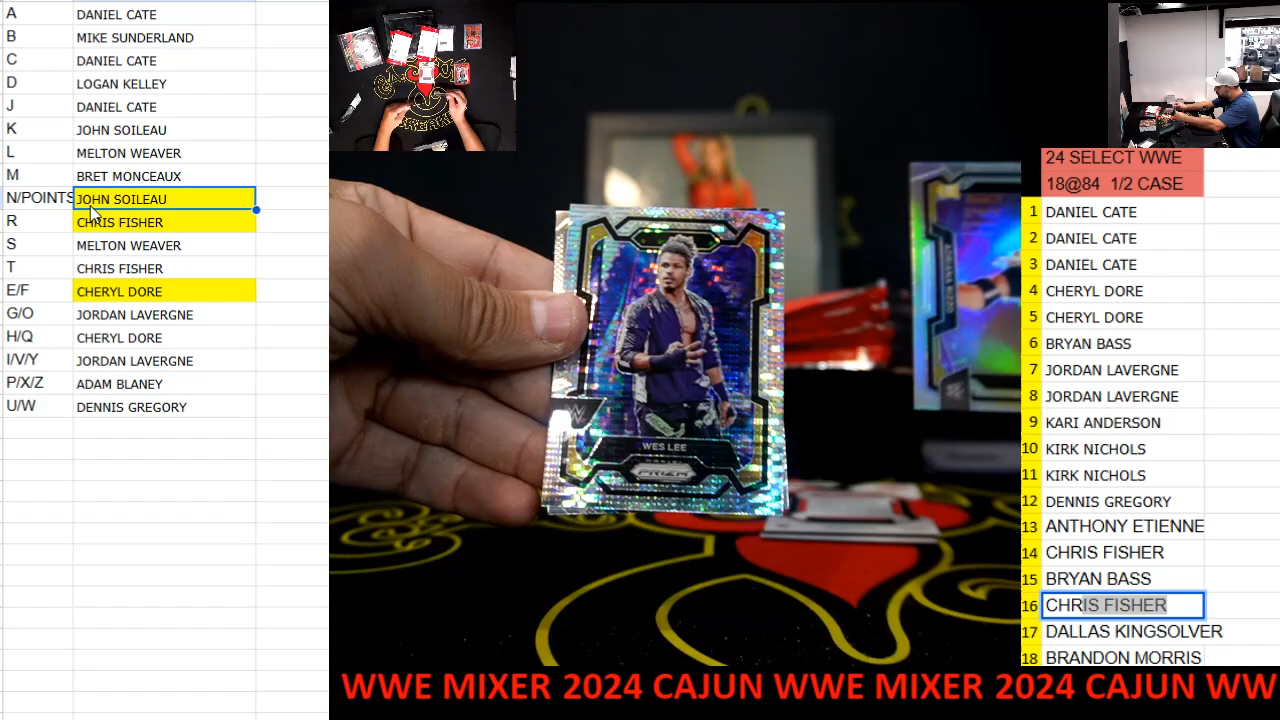 A DANIEL CATE
B MIKE SUNDERLAND
C DANIEL CATE
D LOGAN KELLEY
J DANIEL CATE
K JOHN SOILEAU
L MELTON WEAVER
M BRET MONCEAUX
N/POINTS JOHN SOILEAU
R CHRIS FISHER
S MELTON WEAVER
T CHRIS FISHER
E/F CHERYL DORE
G/O JORDAN LAVERGNE
H/Q CHERYL DORE
I/V/Y JORDAN LAVERGNE
P/X/Z ADAM BLANEY
U/W DENNIS GREGORY
WES LEE
PRIZM
24 SELECT WWE
18@84 1/2 CASE
1 DANIEL CATE
2 DANIEL CATE
3 DANIEL CATE
4 CHERYL DORE
5 CHERYL DORE
6 BRYAN BASS
7 JORDAN LAVERGNE
8 JORDAN LAVERGNE
9 KARI ANDERSON
10 KIRK NICHOLS
11 KIRK NICHOLS
12 DENNIS GREGORY
13 ANTHONY ETIENNE
14 CHRIS FISHER
15 BRYAN BASS
16 CHRIS FISHER
17 DALLAS KINGSOLVER
18 BRANDON MORRIS
WWE MIXER 2024 CAJUN WWE MIXER 2024 CAJUN WW